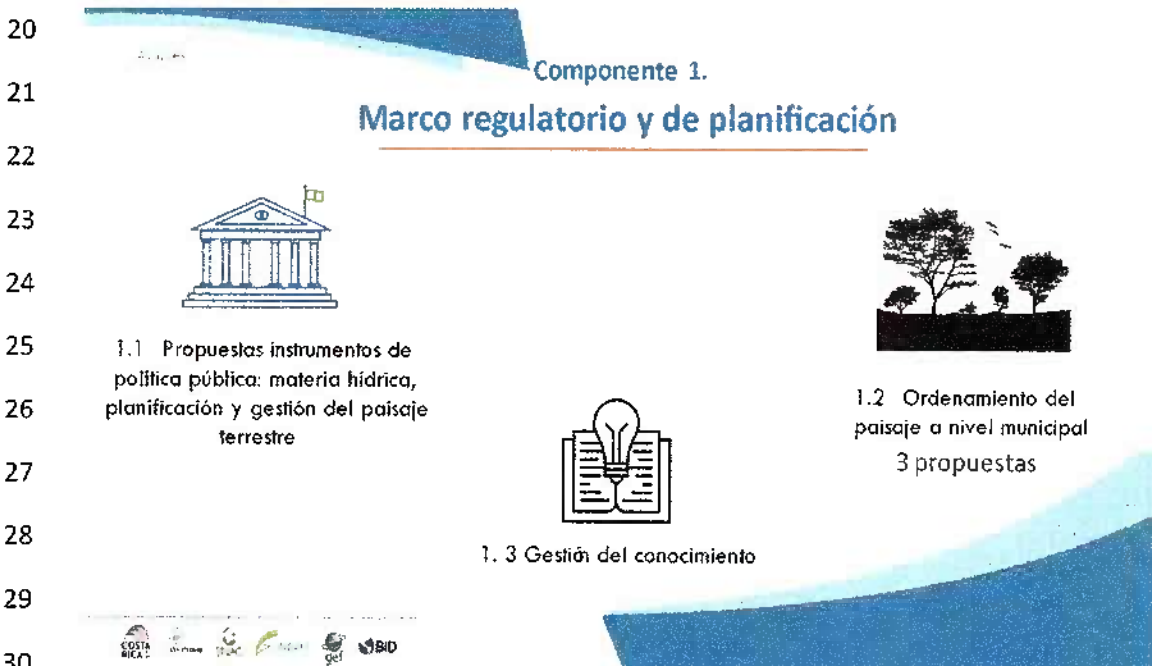 20
21
Componente 1.
Marco regulatorio y de planificación
22
23
24
25
1.1 Propuestas instrumentos de
política pública: materia hídrica,
planificación y gestión del paisaje
terrestre
26
1.2 Ordenamiento del
paisaje a nivel municipal
3 propuestas
27
28
1. 3 Gestión del conocimiento
29
COSTA
RICA
gef
BID
30